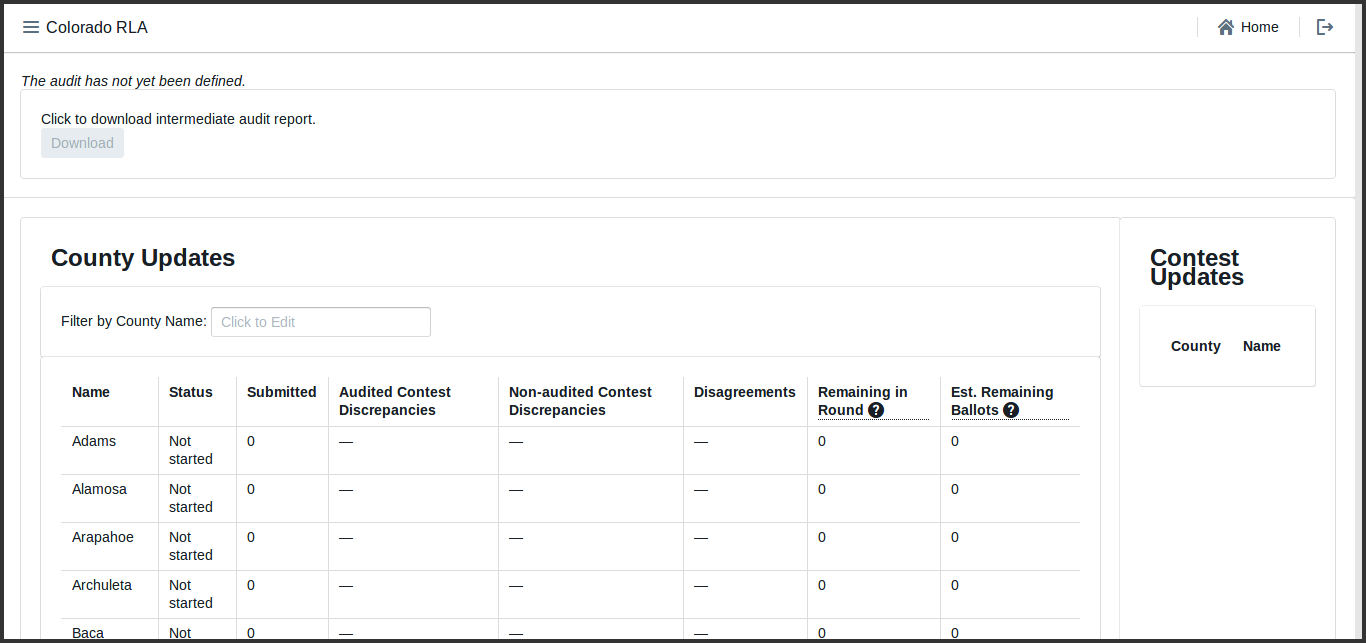 Colorado RLA
Home
The audit has not yet been defined.
Click to download intermediate audit report.
Download
County Updates
Filter by County Name: Click to Edit
Name Status Submitted Audited Contest Discrepancies Non-audited Contest Discrepancies Disagreements Remaining in Round ? Est. Remaining Ballots ?
Adams Not started 0 — — — 0 0
Alamosa Not started 0 — — — 0 0
Arapahoe Not started 0 — — — 0 0
Archuleta Not started 0 — — — 0 0
Baca Not 0 — — — 0 0
Contest
Updates
County Name